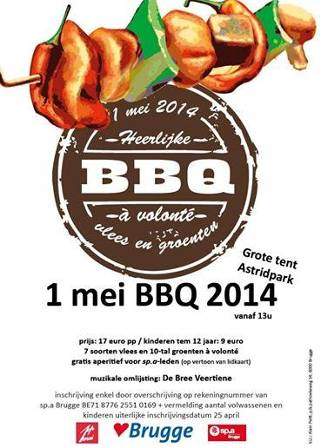 1 mei 2014
Heerlijke
BBQ
à volonté
vlees en groenten
Grote tent
Astridpark
1 mei BBQ 2014
vanaf 13u
prijs: 17 euro pp / kinderen tem 12 jaar: 9 euro
7 soorten vlees en 10-tal groenten à volonté
gratis aperitief voor sp.a-leden (op vertoon van lidkaart)
muzikale omlijsting: De Bree Veertiene
inschrijving enkel door overschrijving op rekeningnummer van
sp.a Brugge BE71 8776 2551 0169 + vermelding aantal volwassenen en
kinderen uiterlijke inschrijvingsdatum 25 april
Brugge
sp.a